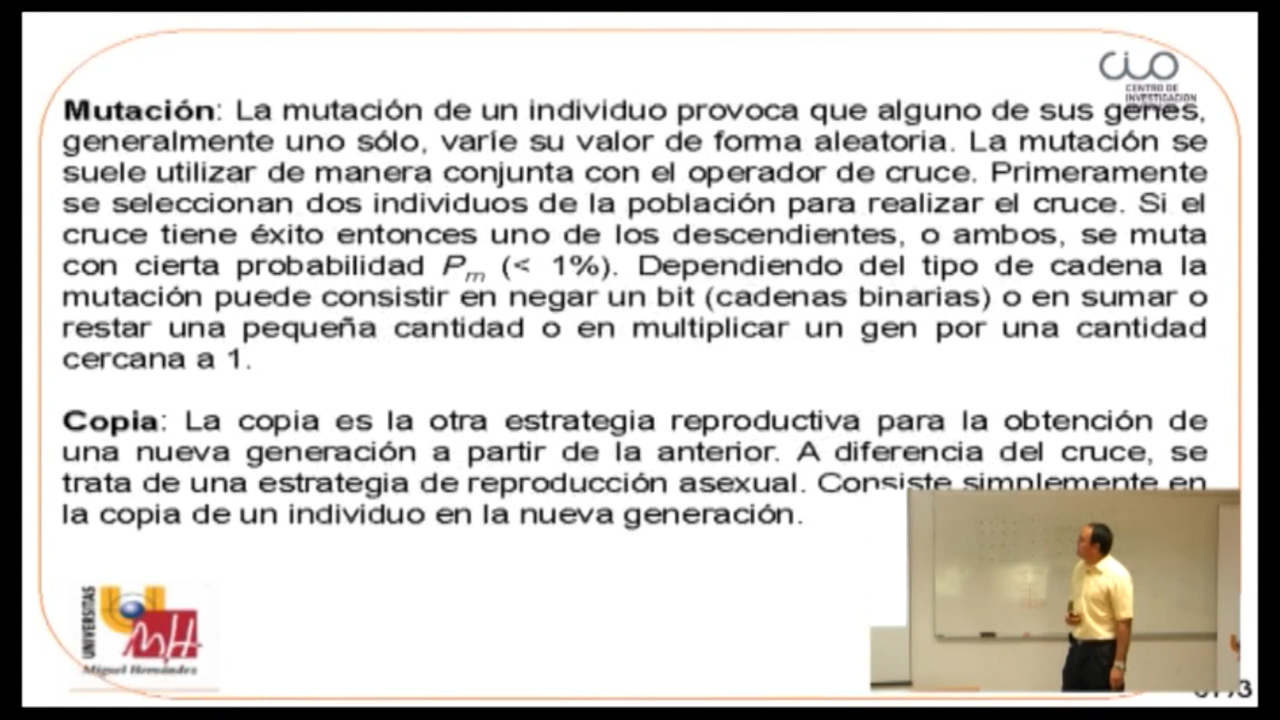 CIO
CENTRO DE
INVESTIGACIÓN
Mutación: La mutación de un individuo provoca que alguno de sus genes,
generalmente uno sólo, varíe su valor de forma aleatoria. La mutación se
suele utilizar de manera conjunta con el operador de cruce. Primeramente
se seleccionan dos individuos de la población para realizar el cruce. Si el
cruce tiene éxito entonces uno de los descendientes, o ambos, se muta
con cierta probabilidad Pm (< 1%). Dependiendo del tipo de cadena la
mutación puede consistir en negar un bit (cadenas binarias) o en sumar o
restar una pequeña cantidad o en multiplicar un gen por una cantidad
cercana a 1.
Copia: La copia es la otra estrategia reproductiva para la obtención de
una nueva generación a partir de la anterior. A diferencia del cruce, se
trata de una estrategia de reproducción asexual. Consiste simplemente en
la copia de un individuo en la nueva generación.
UNIVERSITAS
MH
Miguel Hernández